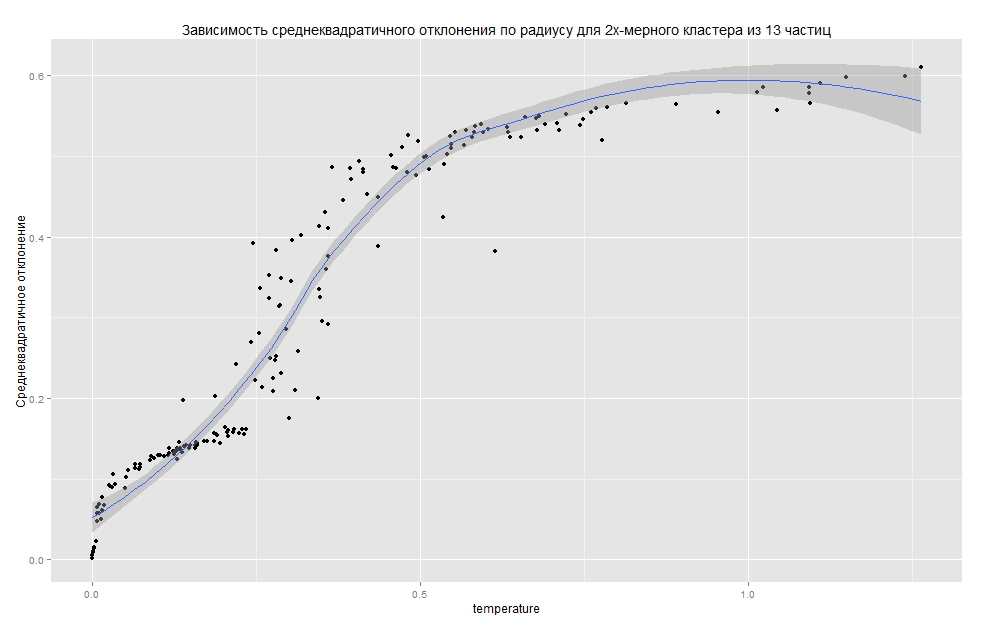 Зависимость среднеквадратичного отклонения по радиусу для 2х-мерного кластера из 13 частиц
Среднеквадратичное отклонение
0.6
0.4
0.2
0.0
0.0 0.5 1.0
temperature